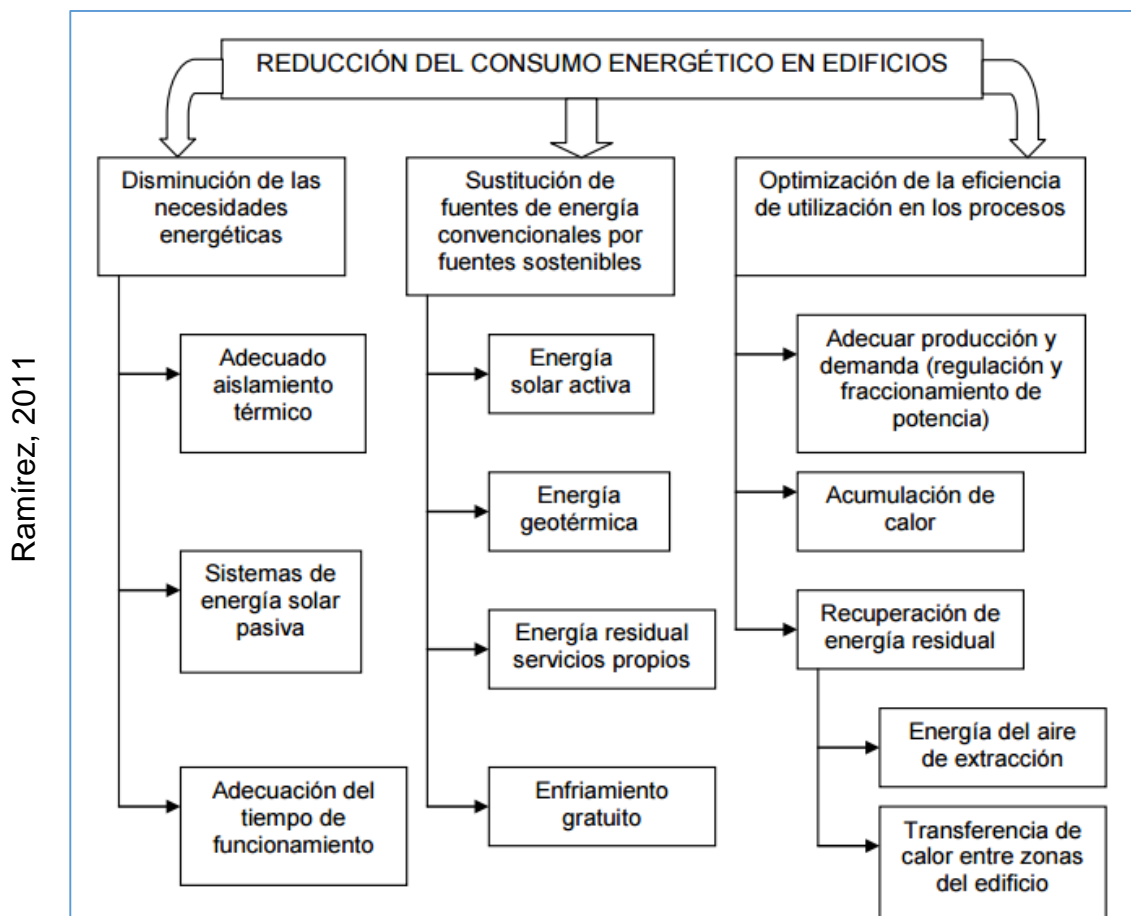 Ramírez, 2011
REDUCCIÓN DEL CONSUMO ENERGÉTICO EN EDIFICIOS
Disminución de las
necesidades
energéticas
Adecuado
aislamiento
térmico
Sistemas de
energía solar
pasiva
Adecuación del
tiempo de
funcionamiento
Sustitución de
fuentes de energía
convencionales por
fuentes sostenibles
Energía
solar activa
Energía
geotérmica
Energía residual
servicios propios
Enfriamiento
gratuito
Optimización de la eficiencia
de utilización en los procesos
Adecuar producción y
demanda (regulación y
fraccionamiento de
potencia)
Acumulación de
calor
Recuperación de
energía residual
Energía del aire
de extracción
Transferencia de
calor entre zonas
del edificio